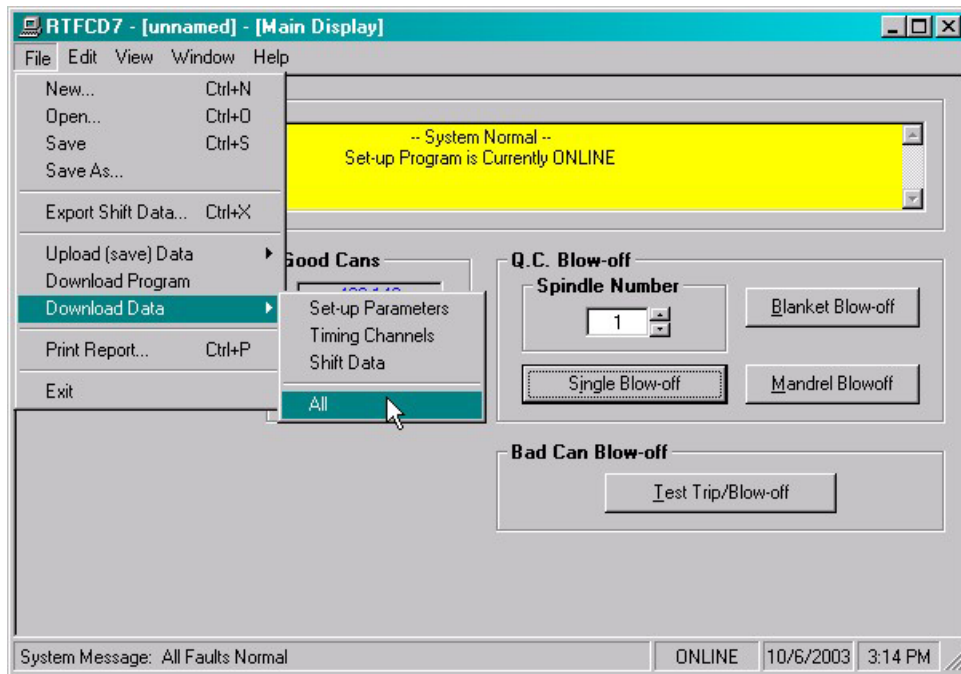 RTFCD7 - [unnamed] - [Main Display]
File Edit View Window Help
New... Ctrl+N
Open... Ctrl+O
Save Ctrl+S
Save As...
Export Shift Data... Ctrl+X
Upload (save) Data
Download Program
Download Data
Print Report... Ctrl+P
Exit
Set-up Parameters
Timing Channels
Shift Data
All
-- System Normal --
Set-up Program is Currently ONLINE
Good Cans
Q.C. Blow-off
Spindle Number
1
Blanket Blow-off
Single Blow-off
Mandrel Blowoff
Bad Can Blow-off
Test Trip/Blow-off
System Message: All Faults Normal
ONLINE
10/6/2003
3:14 PM